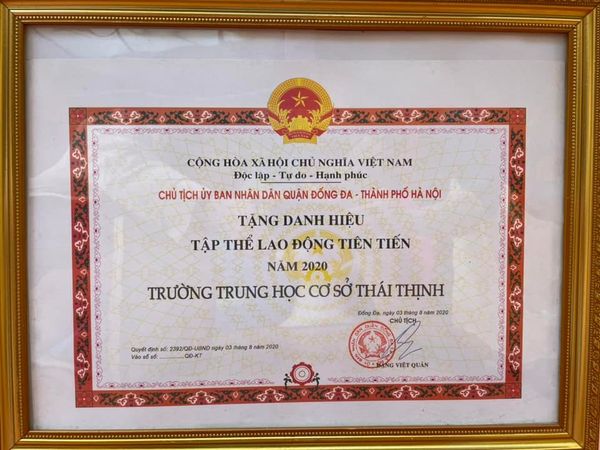 CỘNG HÒA XÃ HỘI CHỦ NGHĨA VIỆT NAM
Độc lập - Tự do - Hạnh phúc
CHỦ TỊCH ỦY BAN NHÂN DÂN QUẬN ĐỐNG ĐA - THÀNH PHỐ HÀ NỘI
TẶNG DANH HIỆU
TẬP THỂ LAO ĐỘNG TIÊN TIẾN
NĂM 2020
TRƯỜNG TRUNG HỌC CƠ SỞ THÁI THỊNH
Đống Đa, ngày 03 tháng 8 năm 2020
CHỦ TỊCH
Quyết định số: 2392/QĐ-UBND ngày 03 tháng 8 năm 2020
Vào sổ số: ............QĐ-KT
ĐẶNG VIỆT QUÂN